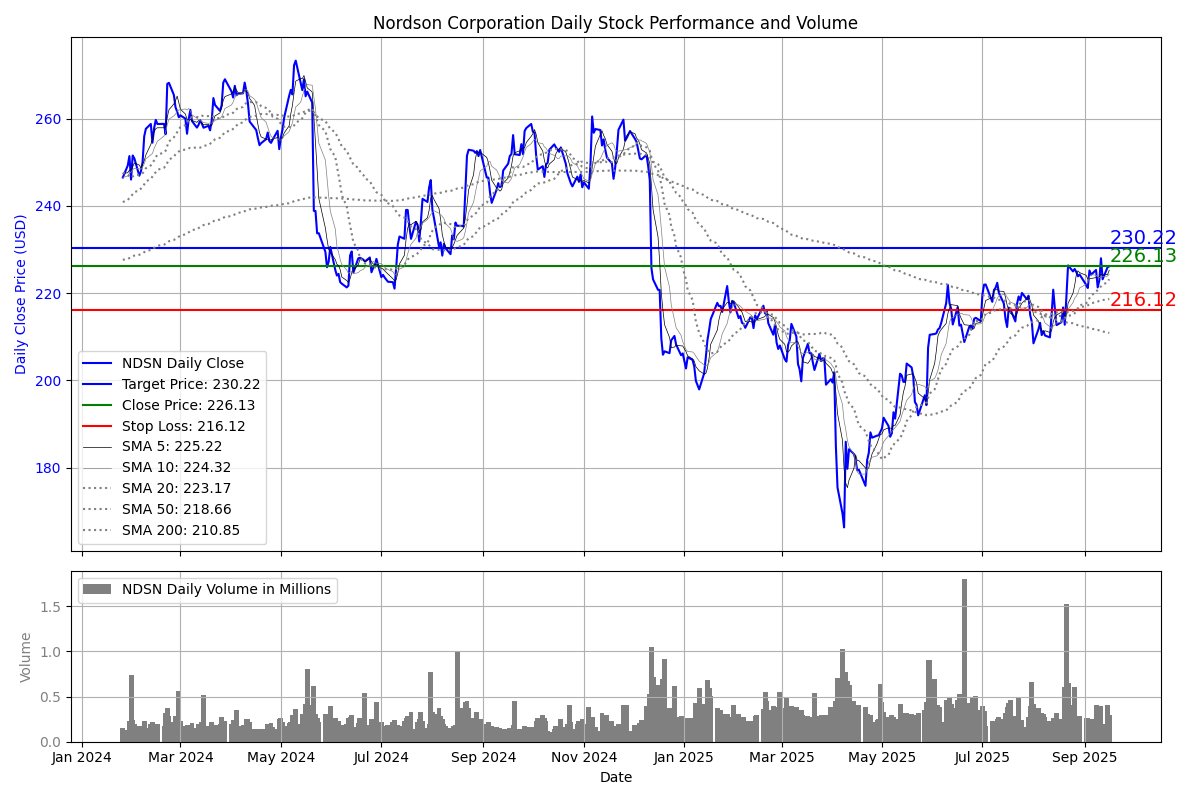 Nordson Corporation Daily Stock Performance and Volume
Daily Close Price (USD)
260
240
220
200
180
230.22
226.13
216.12
NDSN Daily Close
Target Price: 230.22
Close Price: 226.13
Stop Loss: 216.12
SMA 5: 225.22
SMA 10: 224.32
SMA 20: 223.17
SMA 50: 218.66
SMA 200: 210.85
NDSN Daily Volume in Millions
Volume
1.5
1.0
0.5
0.0
Jan 2024 Mar 2024 May 2024 Jul 2024 Sep 2024 Nov 2024 Jan 2025 Mar 2025 May 2025 Jul 2025 Sep 2025
Date